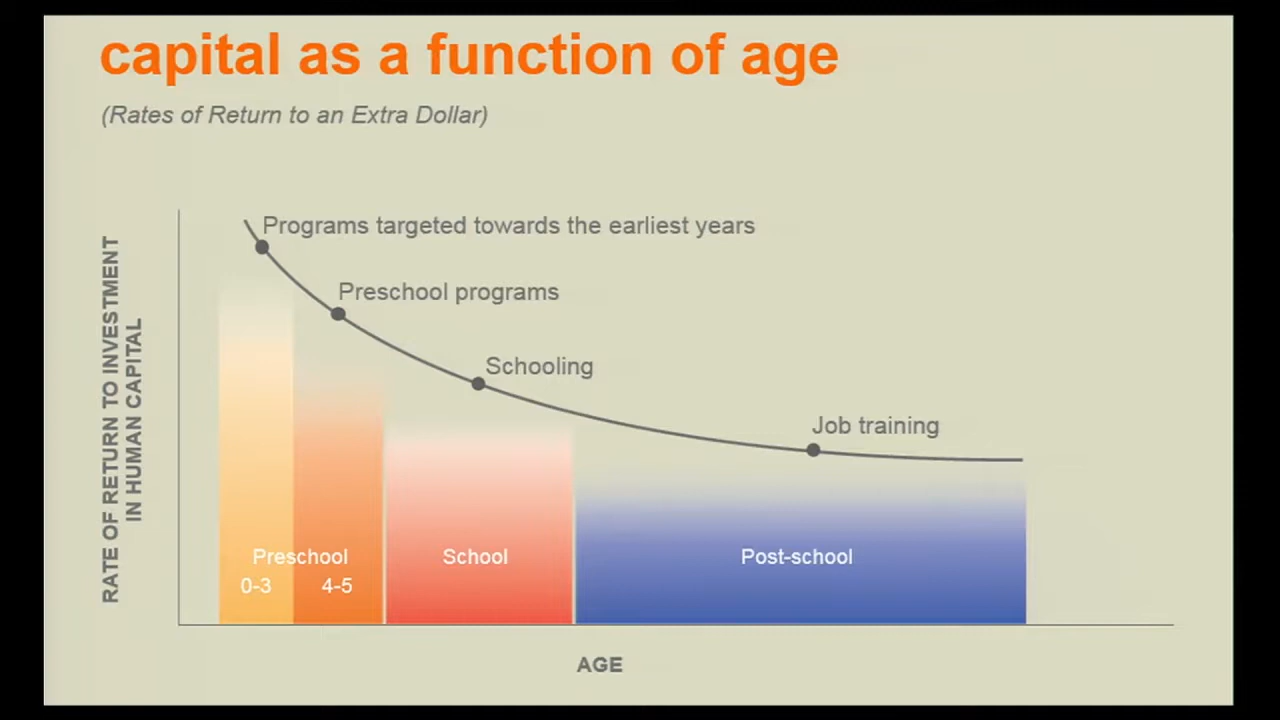 capital as a function of age
(Rates of Return to an Extra Dollar)
RATE OF RETURN TO INVESTMENT
IN HUMAN CAPITAL
Programs targeted towards the earliest years
Preschool programs
Schooling
Job training
Preschool
0-3
4-5
School
Post-school
AGE